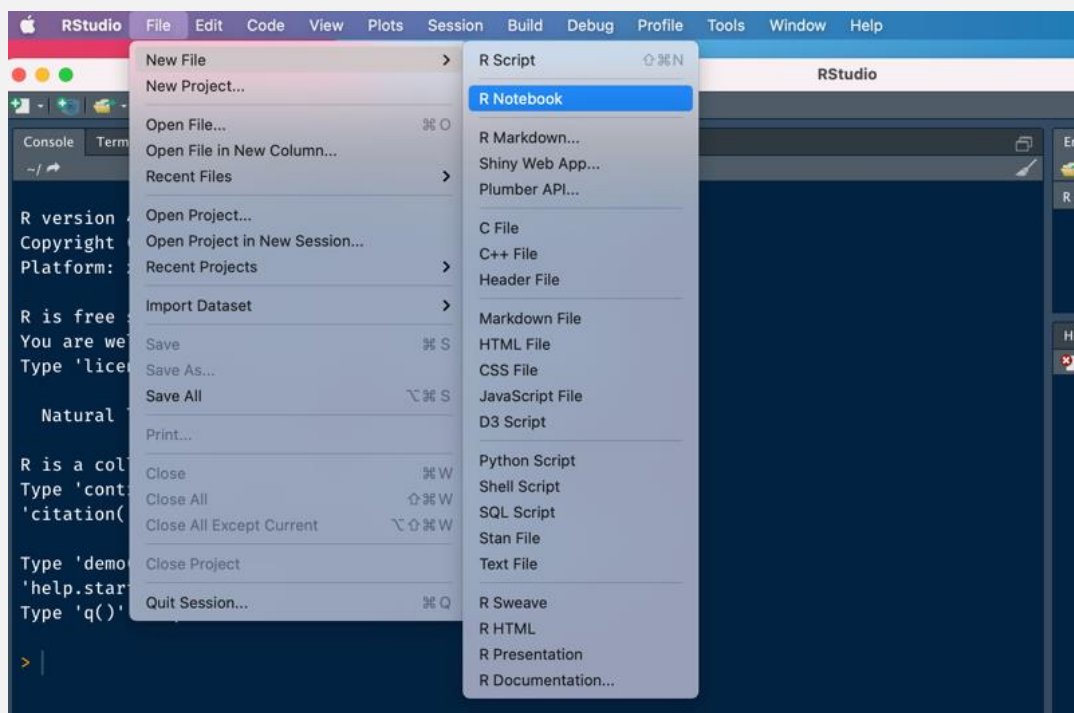 RStudio File Edit Code View Plots Session Build Debug Profile Tools Window Help
RStudio
New File
New Project...
Open File... ⌘ O
Open File in New Column...
Recent Files
Open Project...
Open Project in New Session...
Recent Projects
Import Dataset
Save ⌘ S
Save As...
Save All ⌥ ⌘ S
Print...
Close ⌘ W
Close All ⇧ ⌘ W
Close All Except Current ⌥ ⇧ ⌘ W
Close Project
Quit Session... ⌘ Q
R Script ⇧ ⌘ N
R Notebook
R Markdown...
Shiny Web App...
Plumber API...
C File
C++ File
Header File
Markdown File
HTML File
CSS File
JavaScript File
D3 Script
Python Script
Shell Script
SQL Script
Stan File
Text File
R Sweave
R HTML
R Presentation
R Documentation...
Console Term
~/
R version
Copyright
Platform:
R is free
You are we
Type 'lice
Natural
R is a col
Type 'cont
'citation(
Type 'demo
'help.star
Type 'q()'
>
R